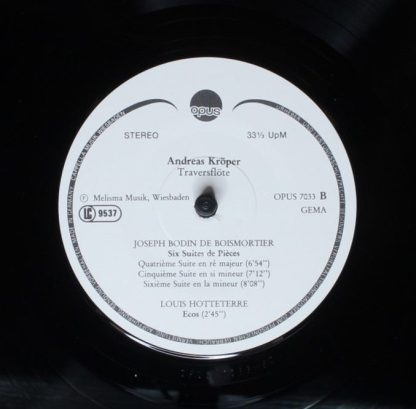 opus
STEREO 33⅓ UpM
Andreas Kröper
Traversflöte
Ⓟ Melisma Musik, Wiesbaden OPUS 7033 B
LC 9537 GEMA
JOSEPH BODIN DE BOISMORTIER
Six Suites de Pièces
Quatrième Suite en ré majeur (6'54'')
Cinquième Suite en si mineur (7'12'')
Sixième Suite en la mineur (8'08'')
LOUIS HOTTETERRE
Ecos (2'45'')